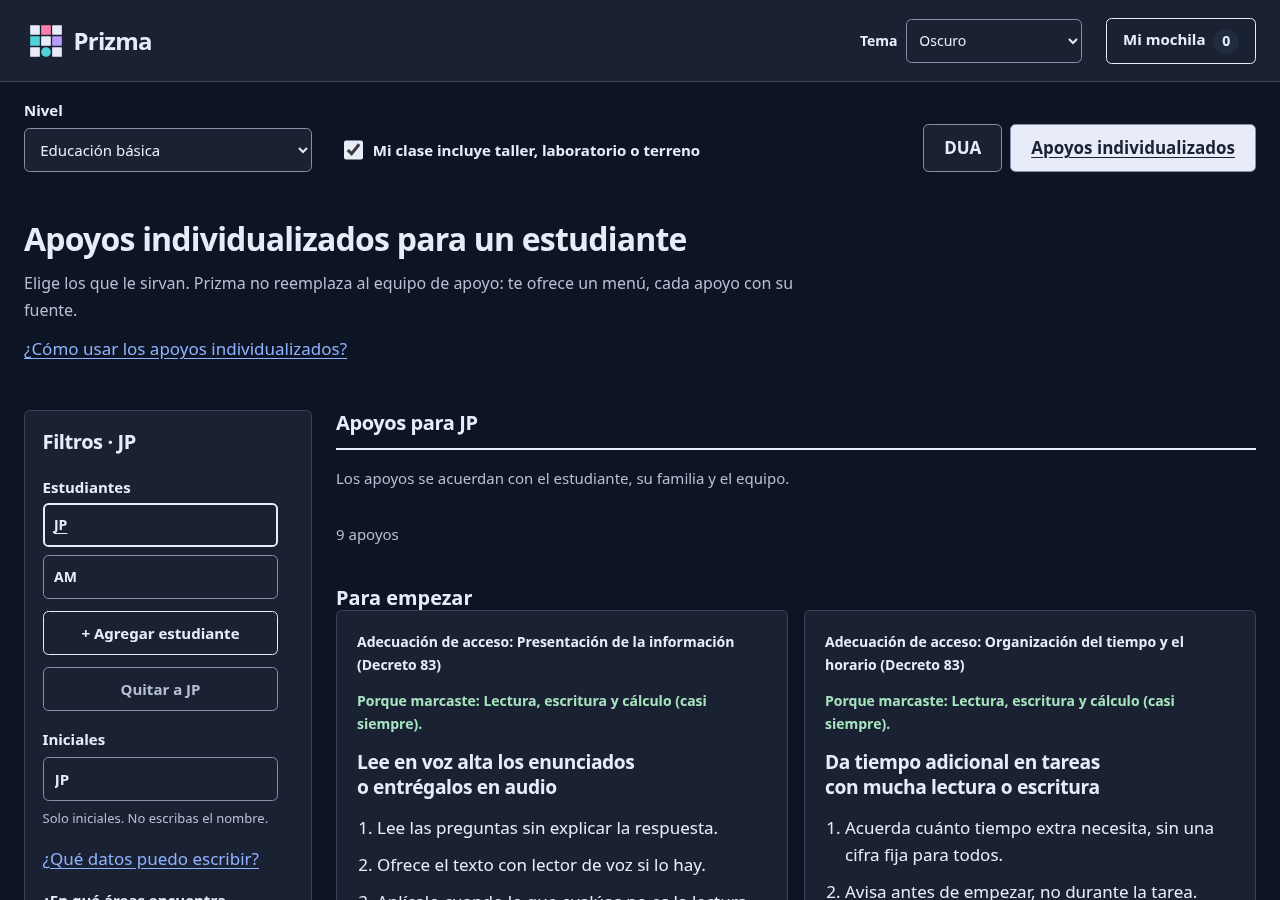 Prizma
Tema
Oscuro
Mi mochila 0
Nivel
Educación básica
Mi clase incluye taller, laboratorio o terreno
DUA
Apoyos individualizados
Apoyos individualizados para un estudiante
Elige los que le sirvan. Prizma no reemplaza al equipo de apoyo: te ofrece un menú, cada apoyo con su
fuente.
¿Cómo usar los apoyos individualizados?
Filtros · JP
Estudiantes
JP
AM
+ Agregar estudiante
Quitar a JP
Iniciales
JP
Solo iniciales. No escribas el nombre.
¿Qué datos puedo escribir?
¿En qué áreas encuentra
Apoyos para JP
Los apoyos se acuerdan con el estudiante, su familia y el equipo.
9 apoyos
Para empezar
Adecuación de acceso: Presentación de la información
(Decreto 83)
Porque marcaste: Lectura, escritura y cálculo (casi
siempre).
Lee en voz alta los enunciados
o entrégalos en audio
1. Lee las preguntas sin explicar la respuesta.
2. Ofrece el texto con lector de voz si lo hay.
Adecuación de acceso: Organización del tiempo y el
horario (Decreto 83)
Porque marcaste: Lectura, escritura y cálculo (casi
siempre).
Da tiempo adicional en tareas
con mucha lectura o escritura
1. Acuerda cuánto tiempo extra necesita, sin una
cifra fija para todos.
2. Avisa antes de empezar, no durante la tarea.